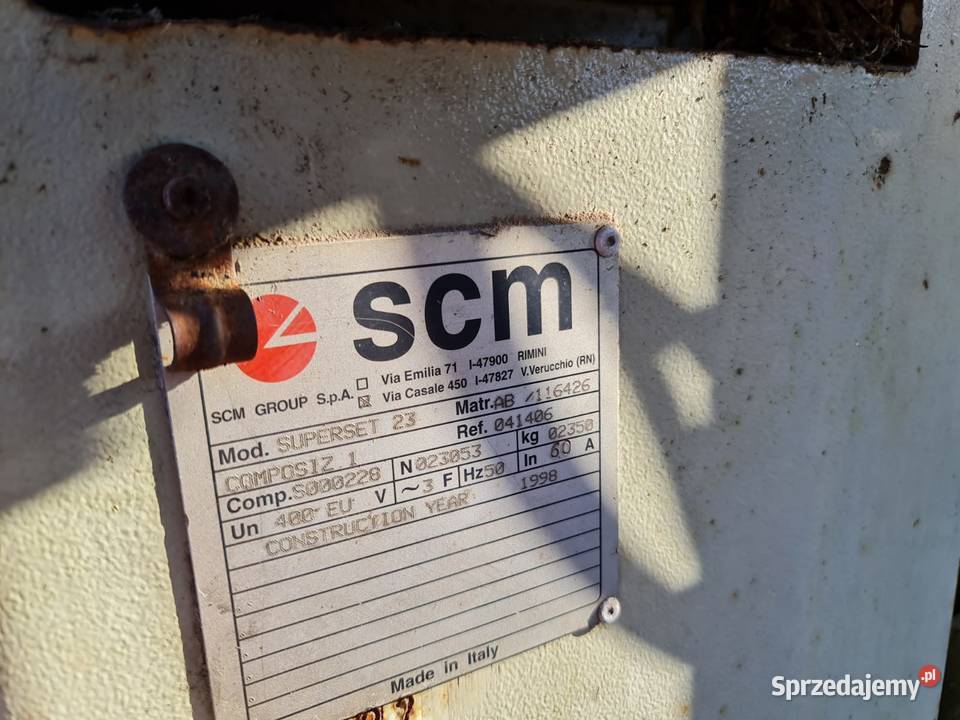 scm
Via Emilia 71 I-47900 RIMINI
SCM GROUP S.p.A. Via Casale 450 I-47827 V.Verucchio (RN)
Mod. SUPERSET 23 Matr. AB /116426
COMPOSIZ 1 Ref. 041406
Comp. S000228 N 023053 kg 02350
Un 400 EU V ~3 F Hz 50 In 60 A
CONSTRUCTION YEAR: 1998
Made in Italy
Sprzedajemy.pl